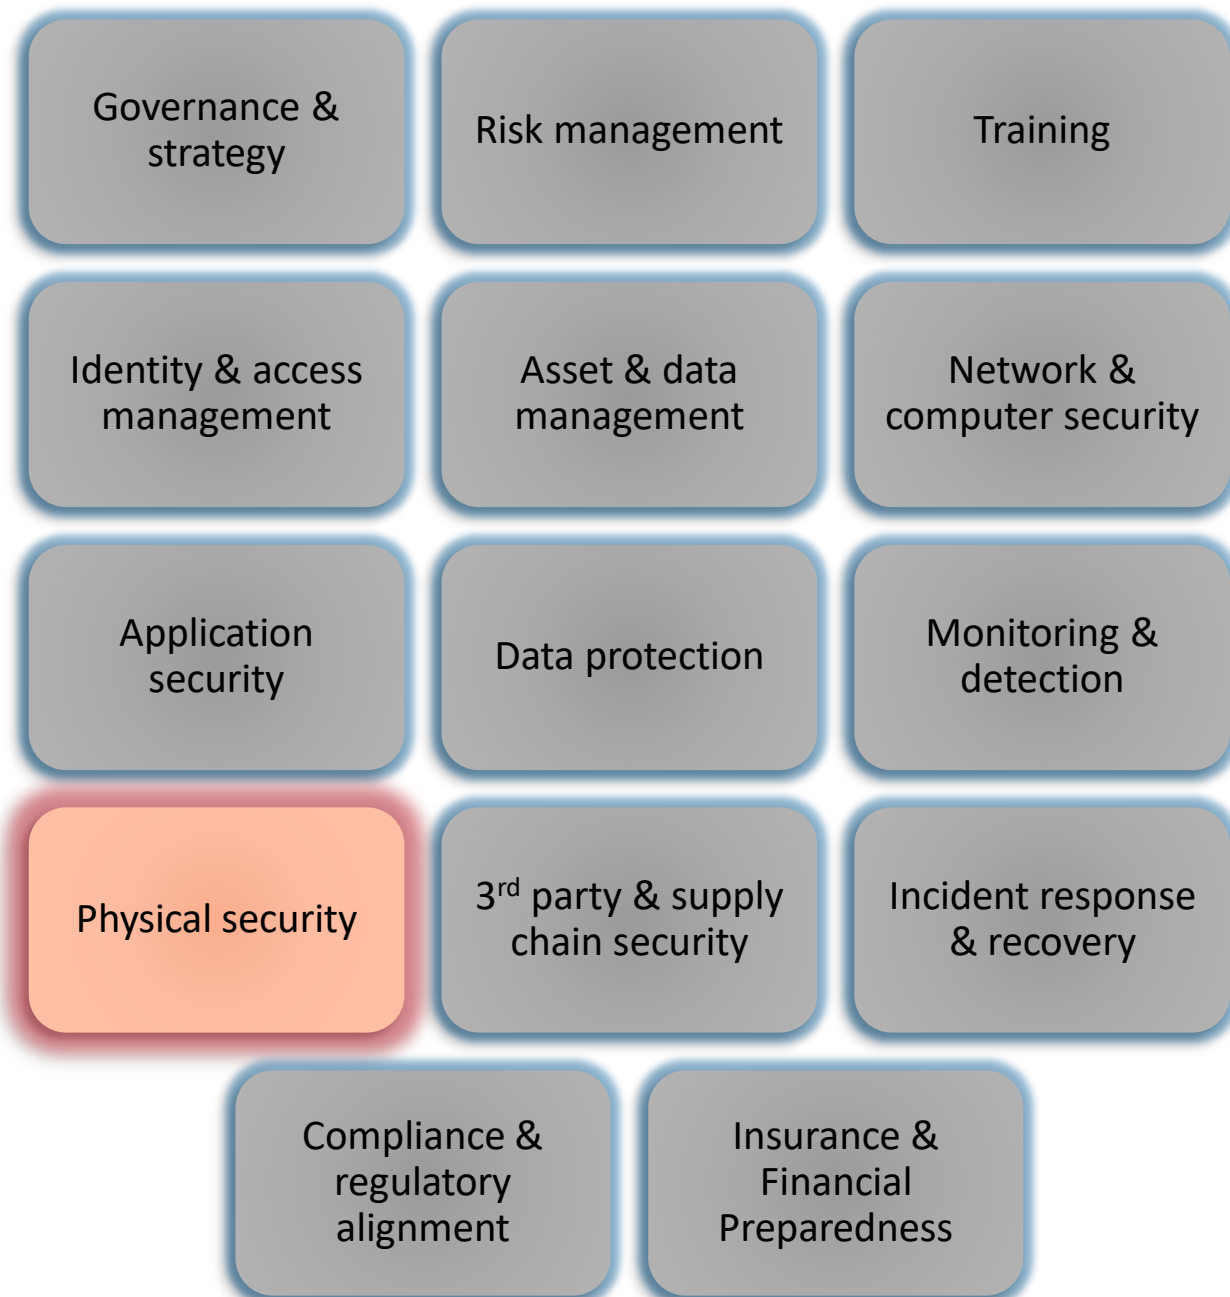 Governance &
strategy
Risk management
Training
Identity & access
management
Asset & data
management
Network &
computer security
Application
security
Data protection
Monitoring &
detection
Physical security
3rd party & supply
chain security
Incident response
& recovery
Compliance &
regulatory
alignment
Insurance &
Financial
Preparedness